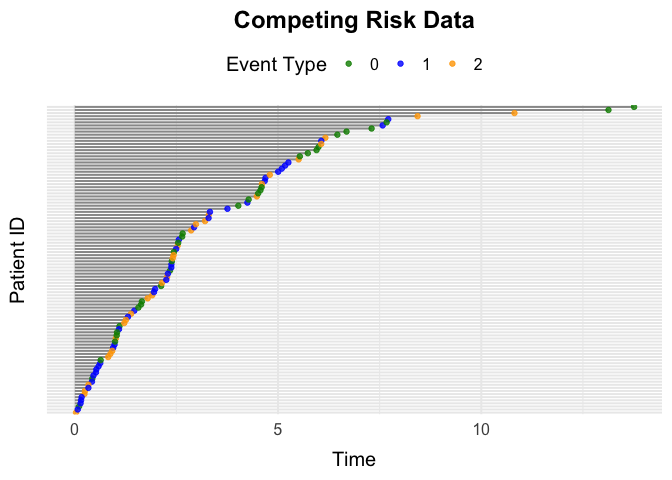 Competing Risk Data
Event Type 0 1 2
Patient ID
0 5 10
Time